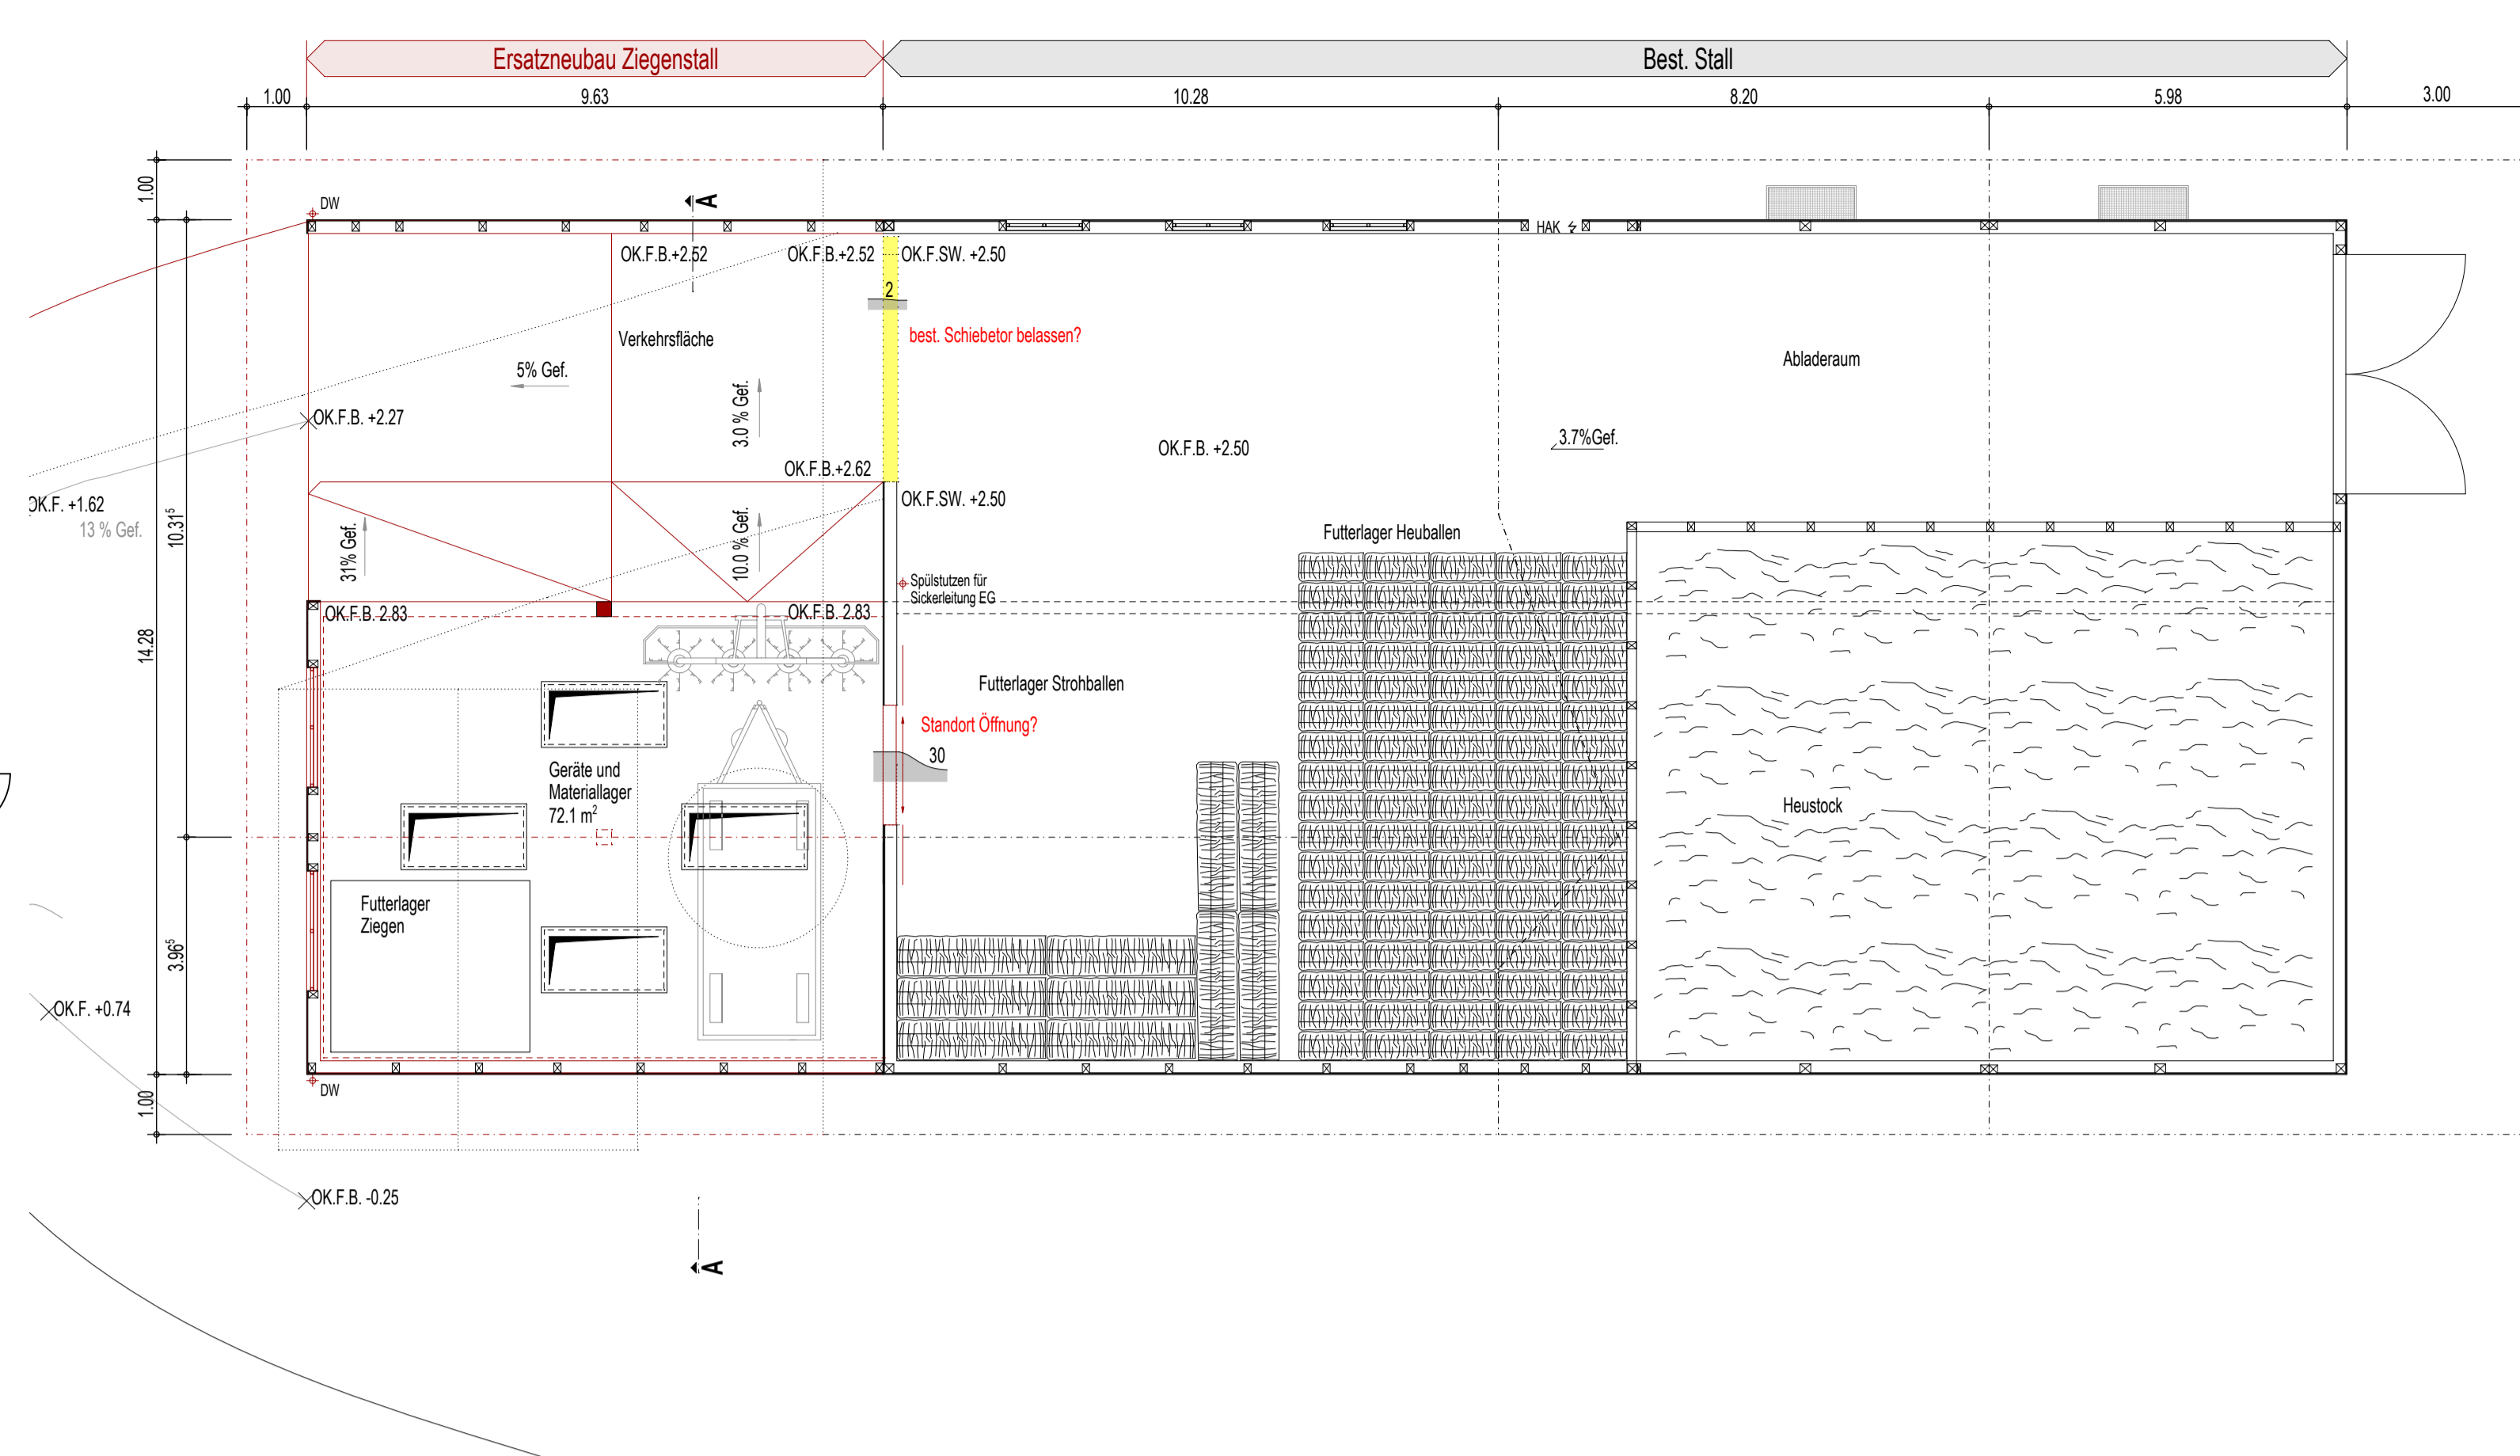 Ersatzneubau Ziegenstall
Best. Stall
1.00
9.63
10.28
8.20
5.98
3.00
1.00
DW
A
HAK
OK.F.B.+2.52
OK.F.B.+2.52
OK.F.SW. +2.50
2
Verkehrsfläche
best. Schiebetor belassen?
Abladeraum
5% Gef.
3.0 % Gef.
OK.F.B. +2.27
3.7%Gef.
OK.F.B. +2.50
OK.F.B.+2.62
OK.F. +1.62
13 % Gef.
10.31⁵
OK.F.SW. +2.50
31% Gef.
10.0 % Gef.
Futterlager Heuballen
Spülstutzen für
Sickerleitung EG
OK.F.B. 2.83
OK.F.B. 2.83
14.28
Futterlager Strohballen
Standort Öffnung?
30
Geräte und
Materiallager
72.1 m²
Heustock
Futterlager
Ziegen
3.96⁵
OK.F. +0.74
DW
1.00
OK.F.B. -0.25
A